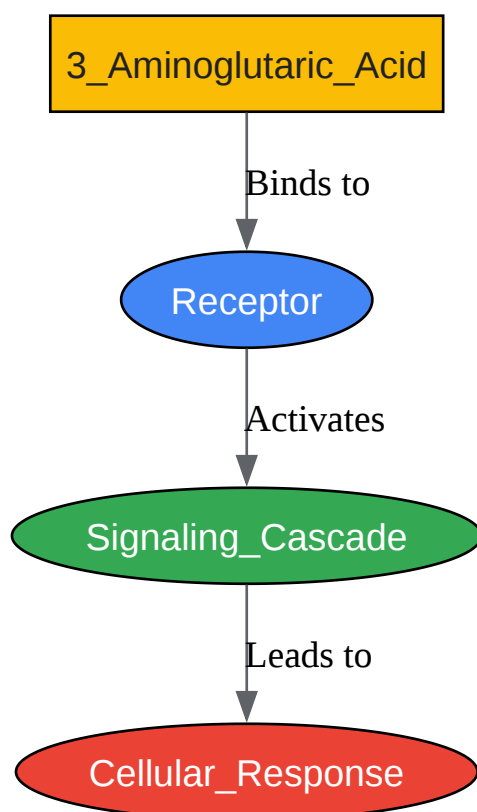 3_Aminoglutaric_Acid
Binds to
Receptor
Activates
Signaling_Cascade
Leads to
Cellular_Response